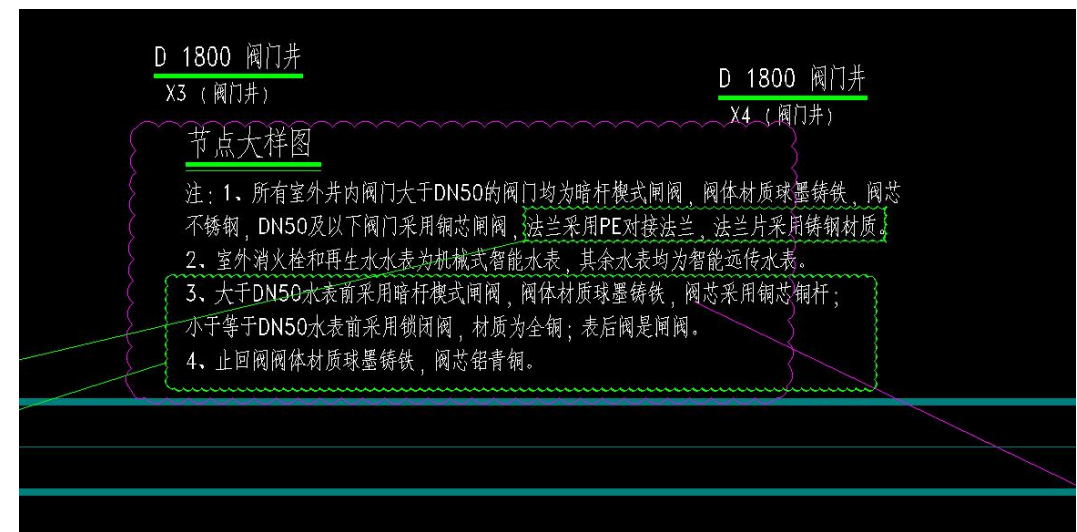 D 1800 阀门井
X3（阀门井）
D 1800 阀门井
X4（阀门井）
节点大样图
注：1、所有室外井内阀门大于DN50的阀门均为暗杆楔式闸阀，阀体材质球墨铸铁，阀芯
不锈钢，DN50及以下阀门采用铜芯闸阀，法兰采用PE对接法兰，法兰片采用铸钢材质。
2、室外消火栓和再生水水表为机械式智能水表，其余水表均为智能远传水表。
3、大于DN50水表前采用暗杆楔式闸阀，阀体材质球墨铸铁，阀芯采用铜芯铜杆；
小于等于DN50水表前采用锁闭阀，材质为全铜；表后阀是闸阀。
4、止回阀阀体材质球墨铸铁，阀芯铝青铜。